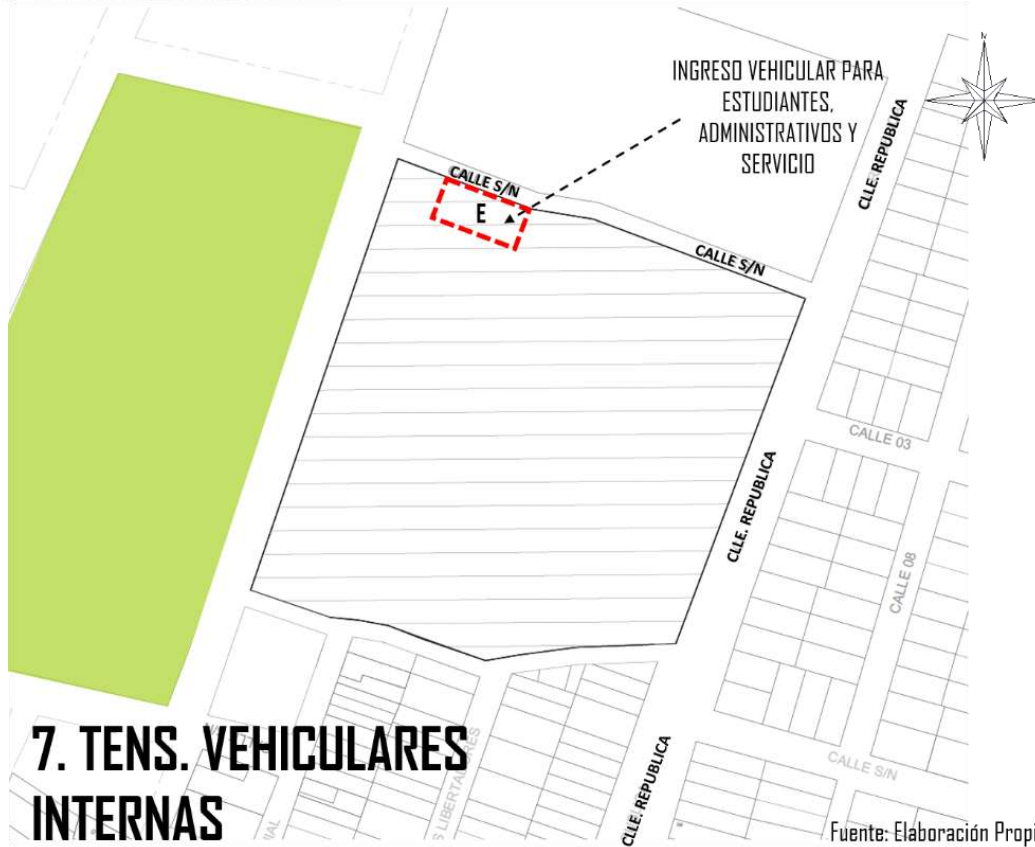 N
INGRESO VEHICULAR PARA
ESTUDIANTES,
ADMINISTRATIVOS Y
SERVICIO
CLLE. REPUBLICA
CALLE S/N
E
CALLE S/N
CALLE 03
CLLE. REPUBLICA
CALLE 08
S LIBERTADORES
CALLE S/N
CLLE. REPUBLICA
7. TENS. VEHICULARES
INTERNAS
Fuente: Elaboración Propi